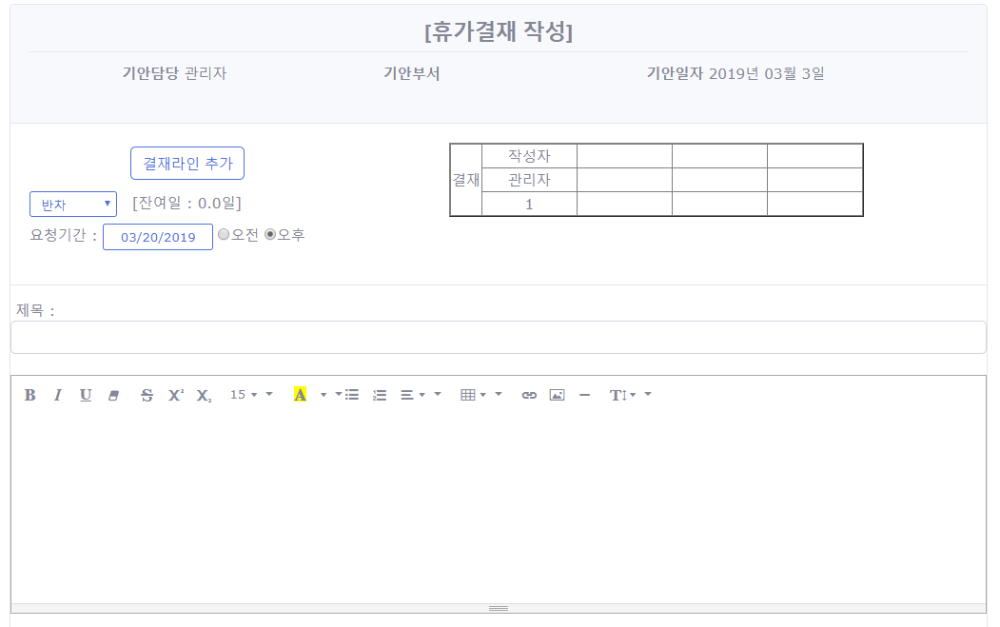 [휴가결재 작성]
기안담당 관리자 기안부서 기안일자 2019년 03월 3일
결재라인 추가
반차 [잔여일 : 0.0일]
요청기간 : 03/20/2019 오전 오후
결재
작성자
관리자
1
제목 :
B I U S X² X₂ 15 A T